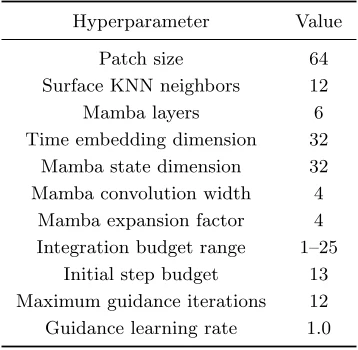 Hyperparameter Value
Patch size 64
Surface KNN neighbors 12
Mamba layers 6
Time embedding dimension 32
Mamba state dimension 32
Mamba convolution width 4
Mamba expansion factor 4
Integration budget range 1–25
Initial step budget 13
Maximum guidance iterations 12
Guidance learning rate 1.0